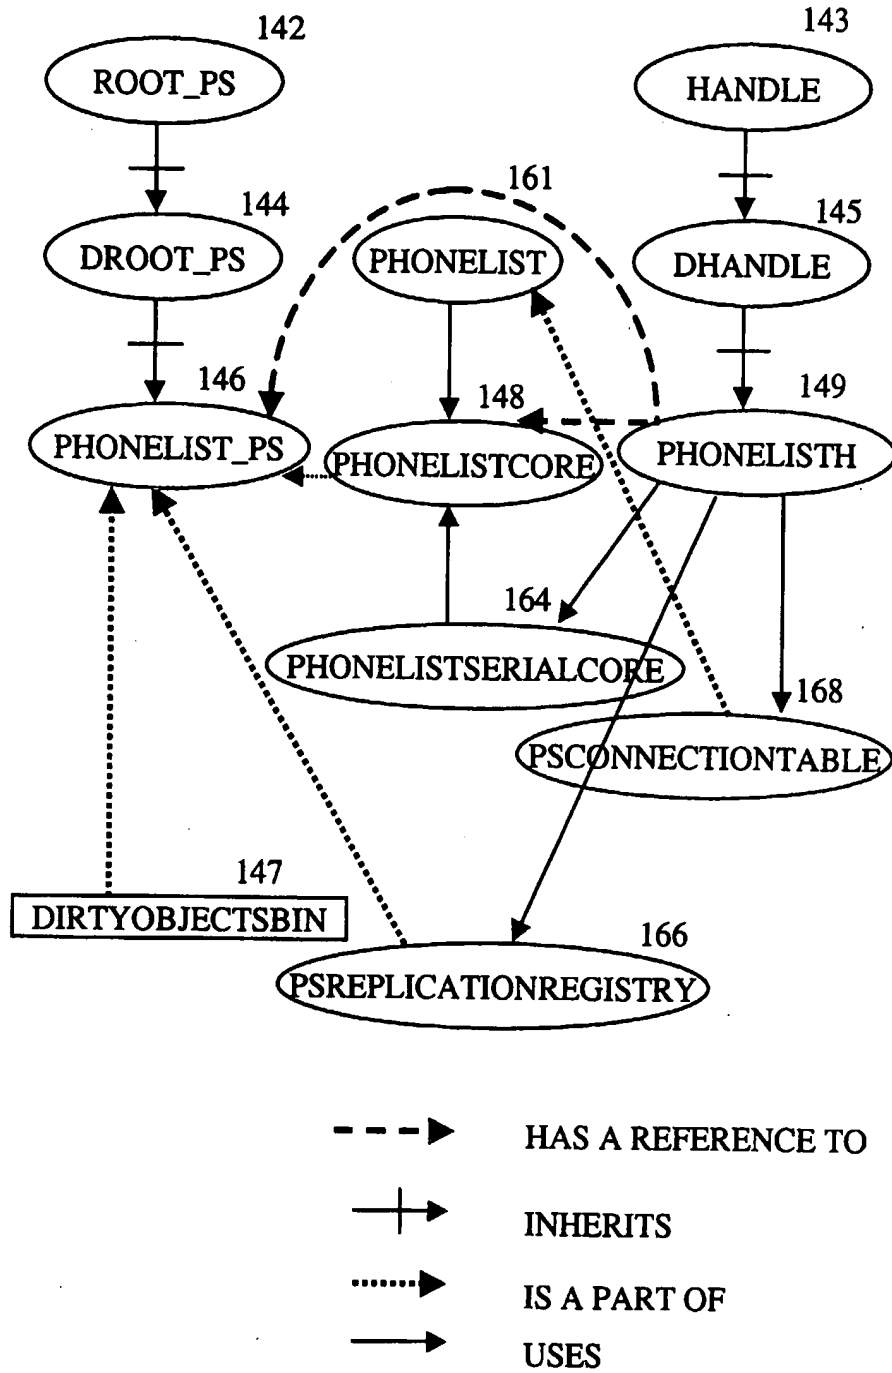 142
143
ROOT_PS
HANDLE
161
144
145
DROOT_PS
PHONELIST
DHANDLE
146
148
149
PHONELIST_PS
PHONELISTCORE
PHONELISTH
164
PHONELISTSERIALCORE
168
PSCONNECTIONTABLE
147
DIRTYOBJECTSBIN
166
PSREPLICATIONREGISTRY
HAS A REFERENCE TO
INHERITS
IS A PART OF
USES